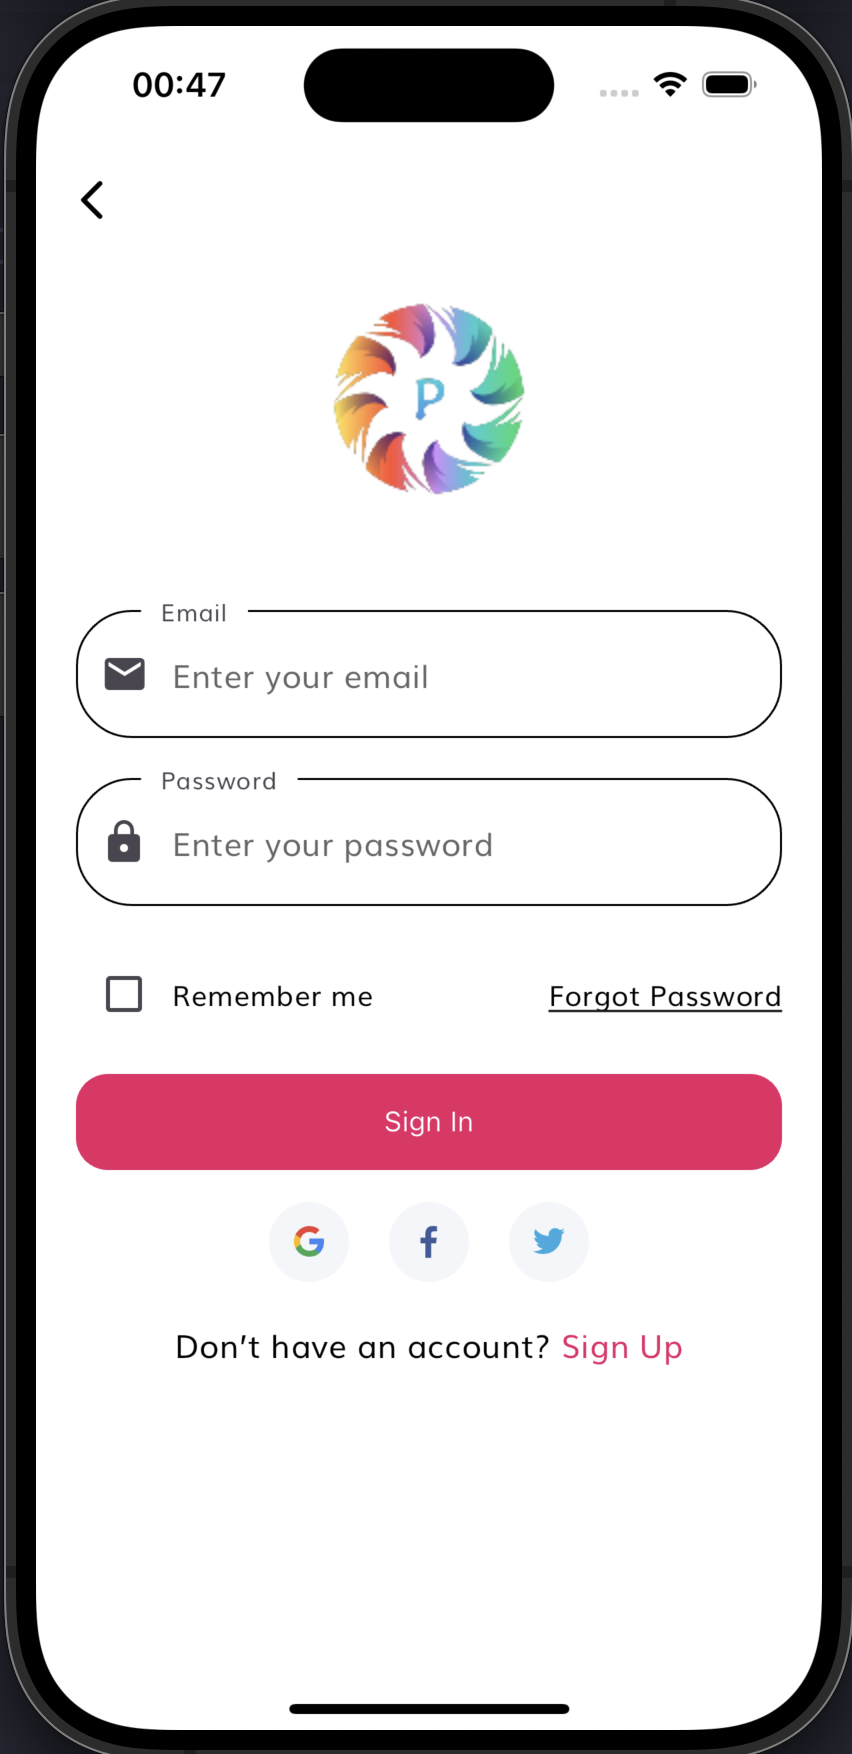 00:47
P
Email
Enter your email
Password
Enter your password
Remember me Forgot Password
Sign In
G f
Don't have an account? Sign Up